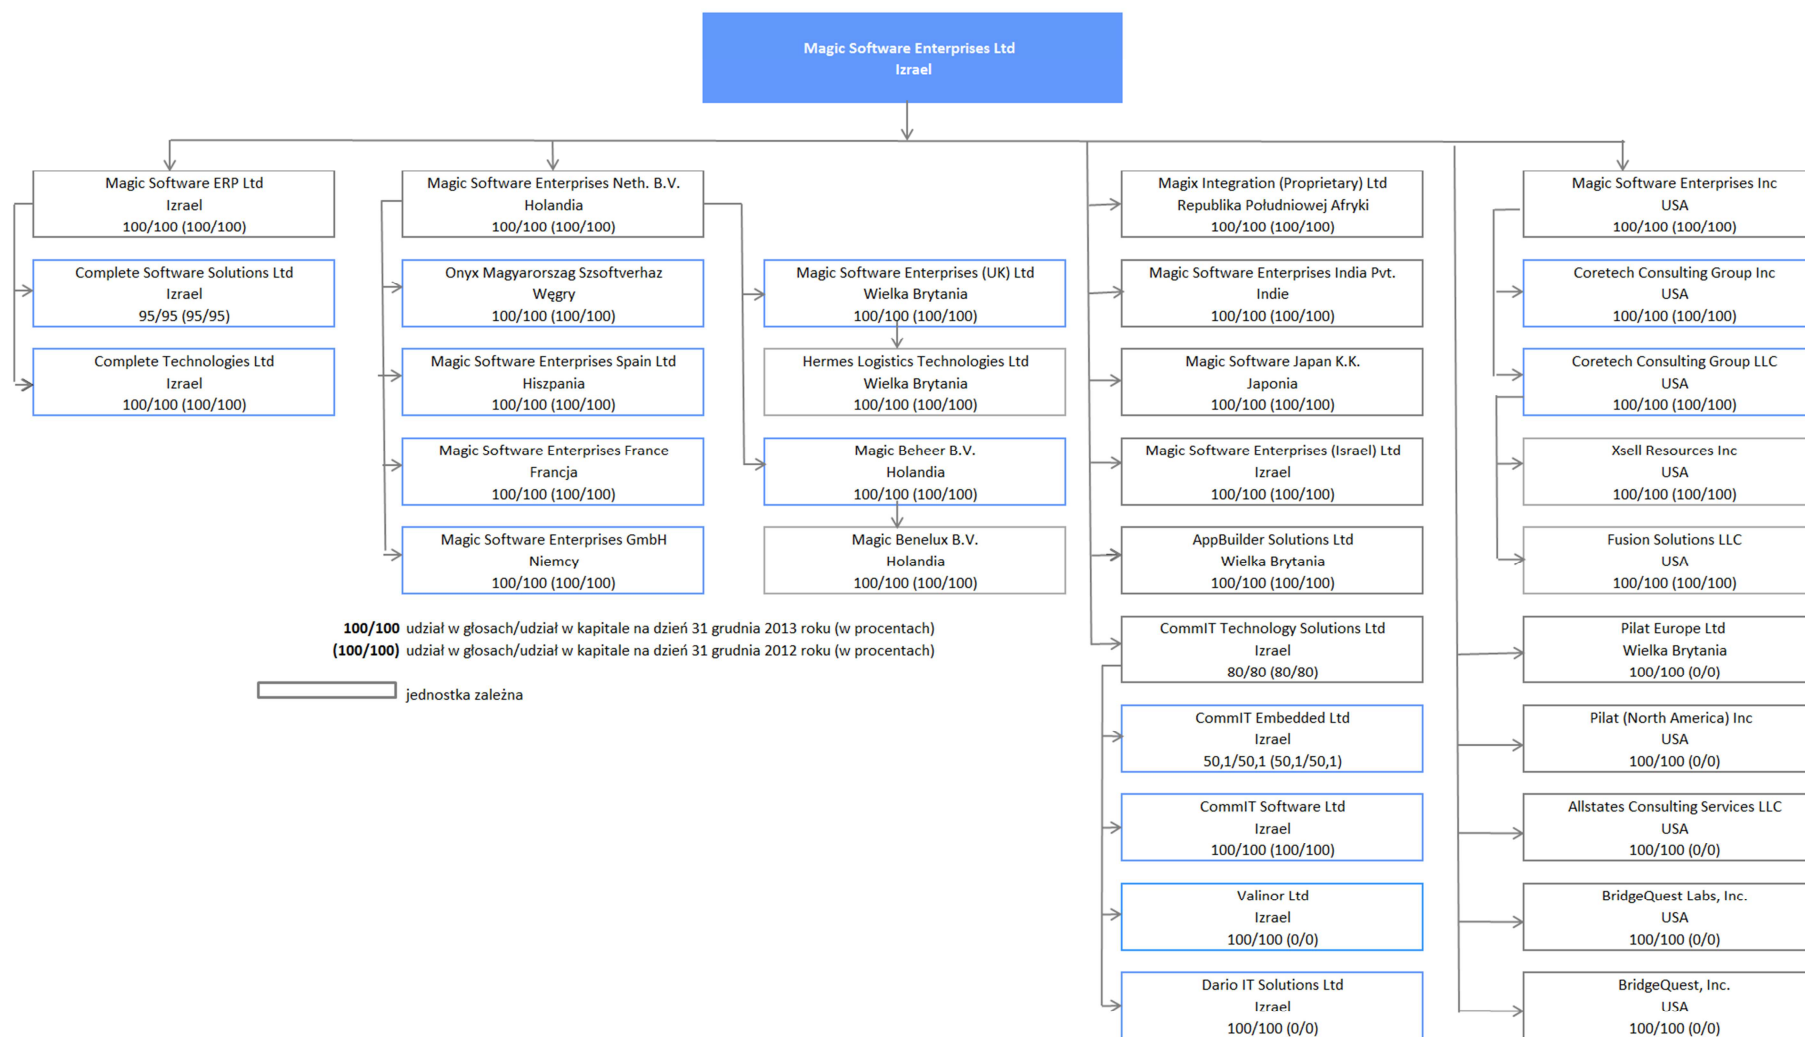 Magic Software Enterprises Ltd
Izrael
Magic Software ERP Ltd
Izrael
100/100 (100/100)
Complete Software Solutions Ltd
Izrael
95/95 (95/95)
Complete Technologies Ltd
Izrael
100/100 (100/100)
Magic Software Enterprises Neth. B.V.
Holandia
100/100 (100/100)
Onyx Magyarorszag Szsoftverhaz
Węgry
100/100 (100/100)
Magic Software Enterprises Spain Ltd
Hiszpania
100/100 (100/100)
Magic Software Enterprises France
Francja
100/100 (100/100)
Magic Software Enterprises GmbH
Niemcy
100/100 (100/100)
Magic Software Enterprises (UK) Ltd
Wielka Brytania
100/100 (100/100)
Hermes Logistics Technologies Ltd
Wielka Brytania
100/100 (100/100)
Magic Beheer B.V.
Holandia
100/100 (100/100)
Magic Benelux B.V.
Holandia
100/100 (100/100)
Magix Integration (Proprietary) Ltd
Republika Południowej Afryki
100/100 (100/100)
Magic Software Enterprises India Pvt.
Indie
100/100 (100/100)
Magic Software Japan K.K.
Japonia
100/100 (100/100)
Magic Software Enterprises (Israel) Ltd
Izrael
100/100 (100/100)
AppBuilder Solutions Ltd
Wielka Brytania
100/100 (100/100)
CommIT Technology Solutions Ltd
Izrael
80/80 (80/80)
CommIT Embedded Ltd
Izrael
50,1/50,1 (50,1/50,1)
CommIT Software Ltd
Izrael
100/100 (100/100)
Valinor Ltd
Izrael
100/100 (0/0)
Dario IT Solutions Ltd
Izrael
100/100 (0/0)
Magic Software Enterprises Inc
USA
100/100 (100/100)
Coretech Consulting Group Inc
USA
100/100 (100/100)
Coretech Consulting Group LLC
USA
100/100 (100/100)
Xsell Resources Inc
USA
100/100 (100/100)
Fusion Solutions LLC
USA
100/100 (100/100)
Pilat Europe Ltd
Wielka Brytania
100/100 (0/0)
Pilat (North America) Inc
USA
100/100 (0/0)
Allstates Consulting Services LLC
USA
100/100 (0/0)
BridgeQuest Labs, Inc.
USA
100/100 (0/0)
BridgeQuest, Inc.
USA
100/100 (0/0)
100/100 udział w głosach/udział w kapitale na dzień 31 grudnia 2013 roku (w procentach)
(100/100) udział w głosach/udział w kapitale na dzień 31 grudnia 2012 roku (w procentach)
jednostka zależna